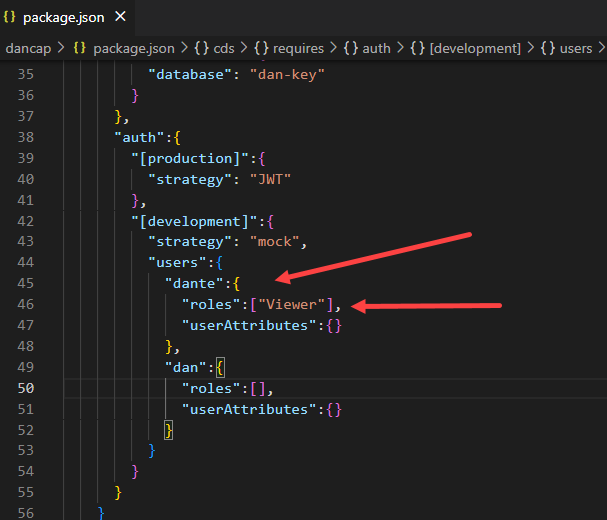 {} package.json ×
dancap > {} package.json > {} cds > {} requires > {} auth > {} [development] > {} users >
35 "database": "dan-key"
36 }
37 },
38 "auth":{
39 "[production]":{
40 "strategy": "JWT"
41 },
42 "[development]":{
43 "strategy": "mock",
44 "users":{
45 "dante":{
46 "roles":["Viewer"],
47 "userAttributes":{}
48 },
49 "dan":{
50 "roles":[],
51 "userAttributes":{}
52 }
53 }
54 }
55 }
56 }